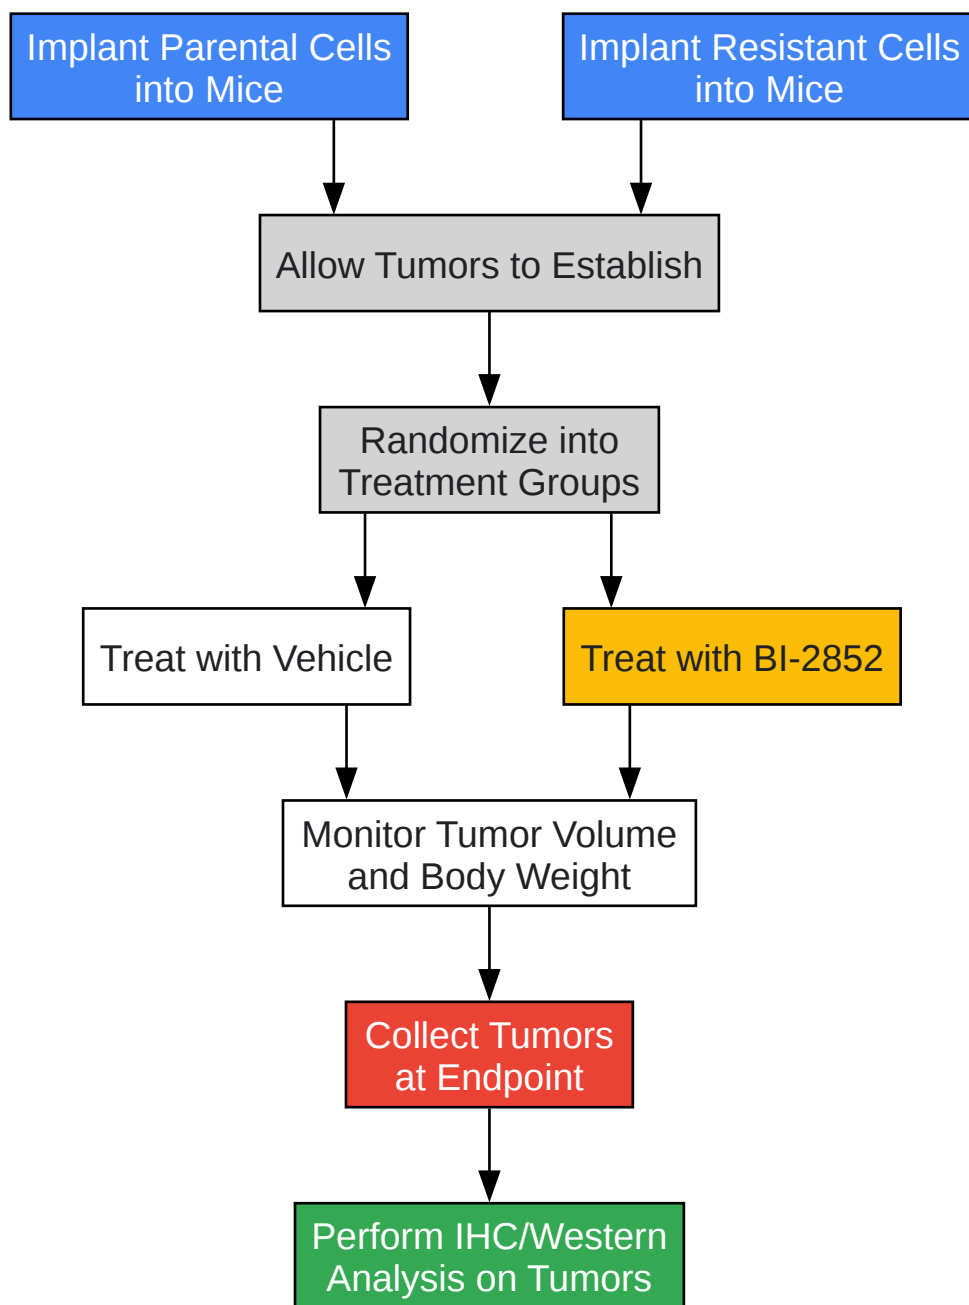 Implant Parental Cells
into Mice
Implant Resistant Cells
into Mice
Allow Tumors to Establish
Randomize into
Treatment Groups
Treat with Vehicle
Treat with BI-2852
Monitor Tumor Volume
and Body Weight
Collect Tumors
at Endpoint
Perform IHC/Western
Analysis on Tumors